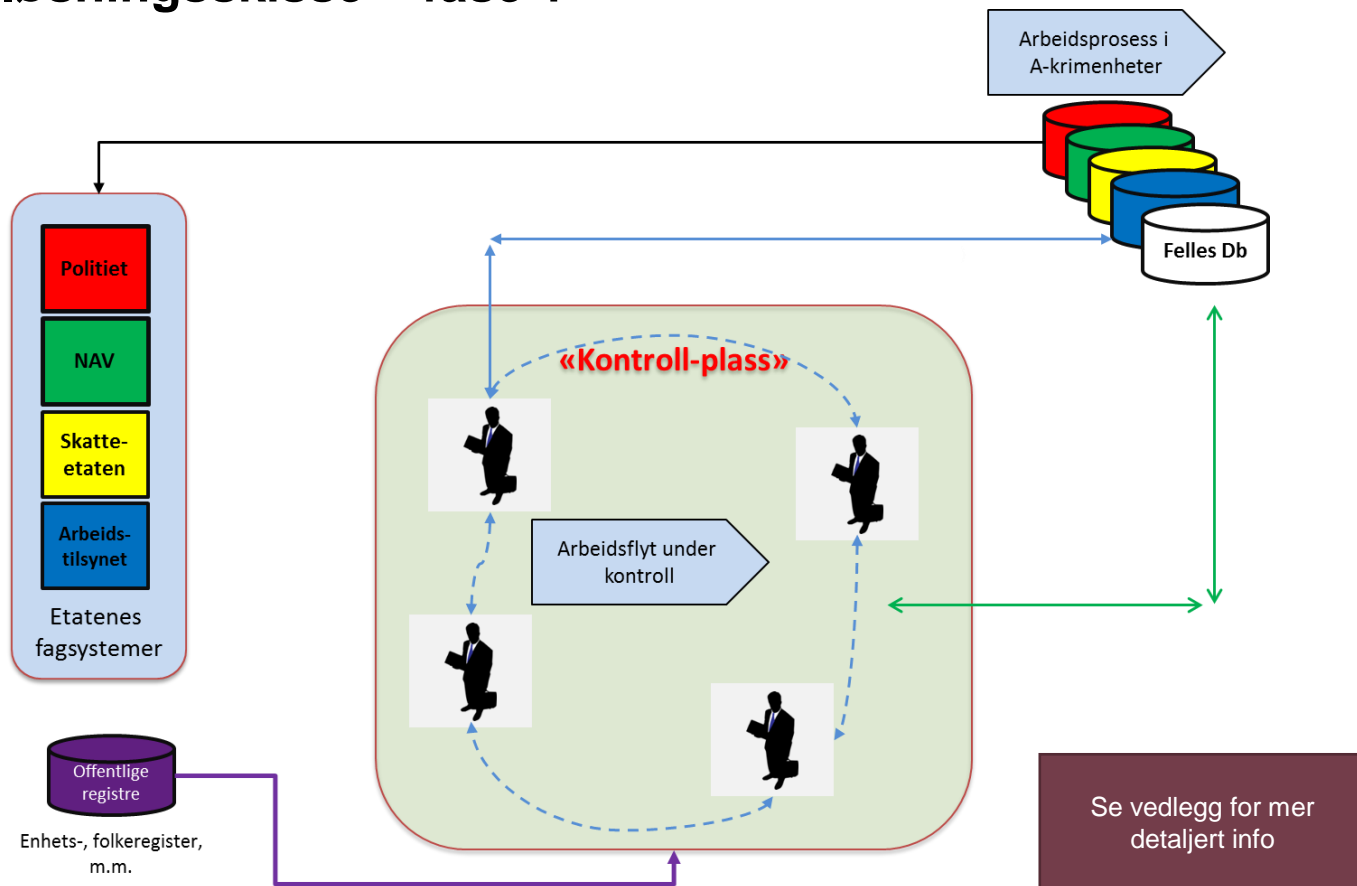 Arbeidsprosess i
A-krimenheter
Felles Db
Politiet
NAV
Skatte-
etaten
Arbeids-
tilsynet
Etatenes
fagsystemer
«Kontroll-plass»
Arbeidsflyt under
kontroll
Offentlige
registre
Enhets-, folkeregister,
m.m.
Se vedlegg for mer
detaljert info